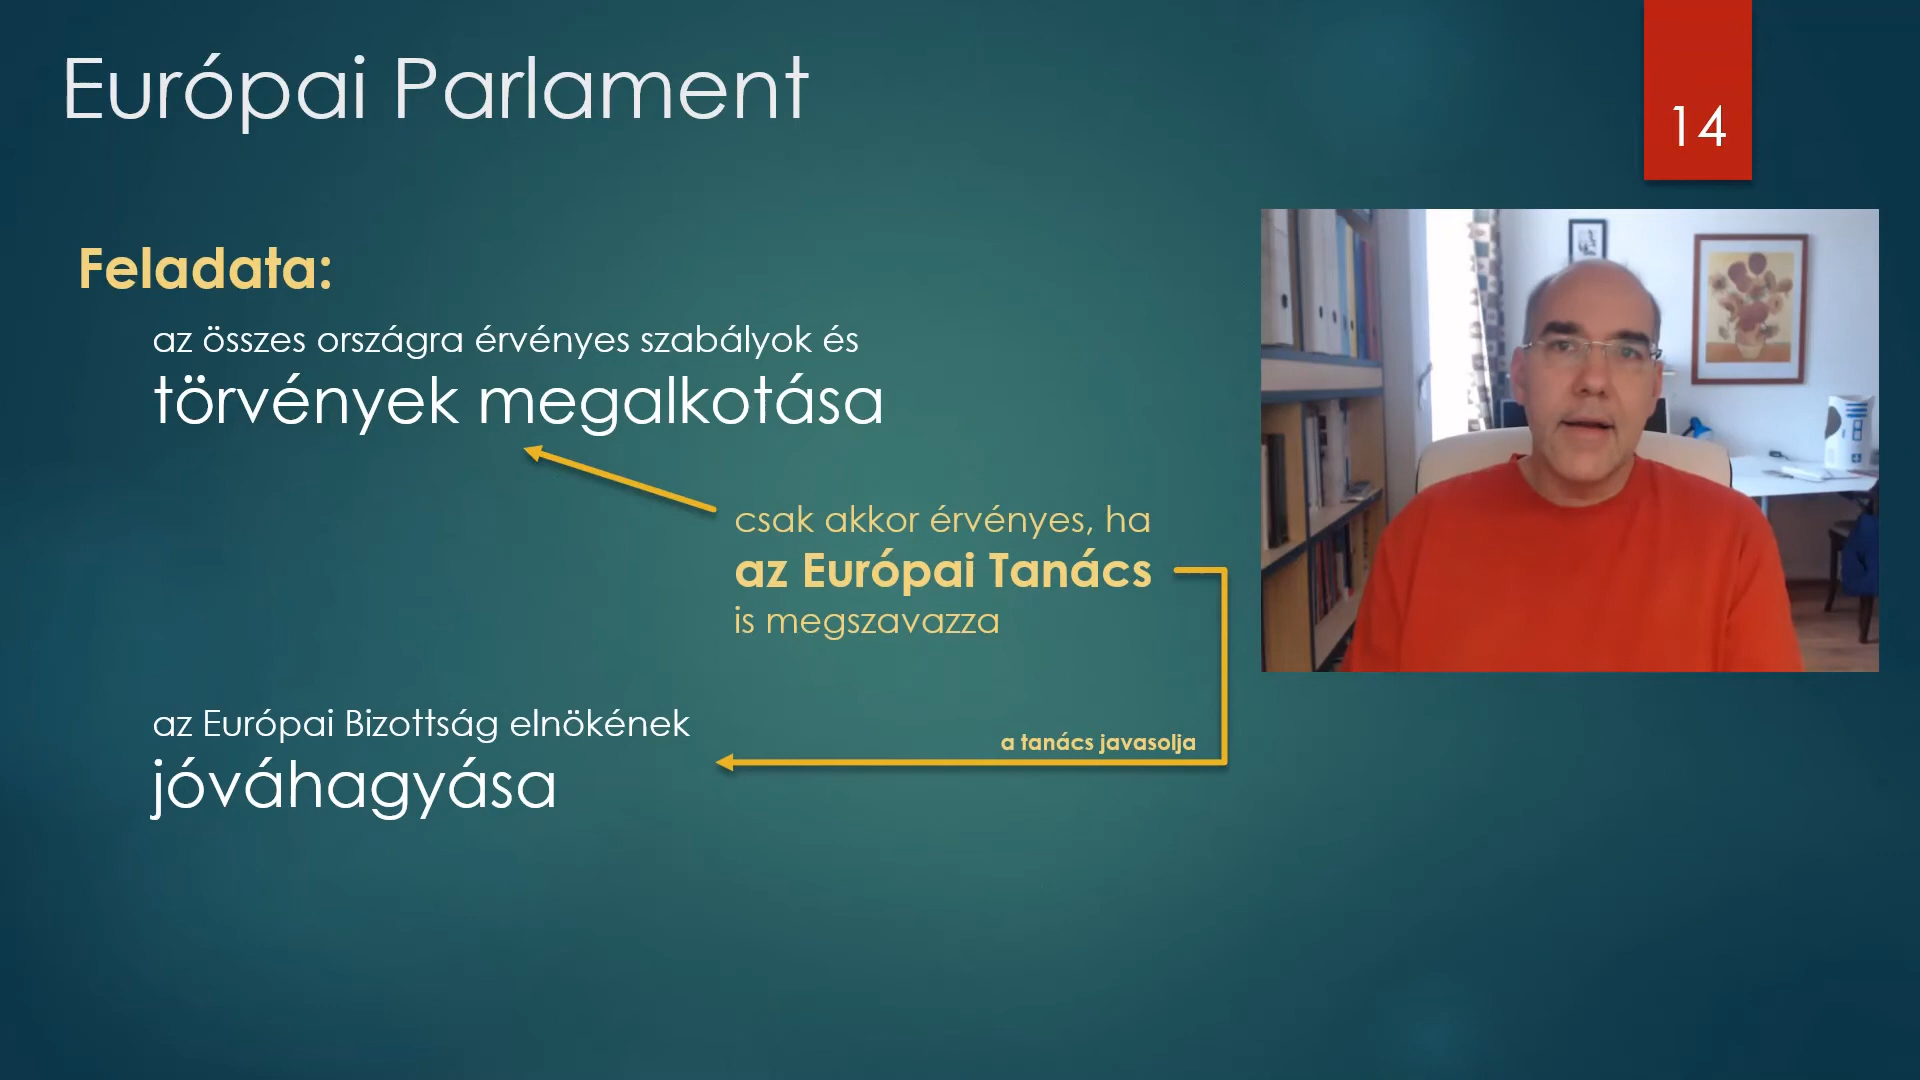 Európai Parlament
14
Feladata:
az összes országra érvényes szabályok és
törvények megalkotása
csak akkor érvényes, ha
az Európai Tanács
is megszavazza
az Európai Bizottság elnökének
jóváhagyása
a tanács javasolja